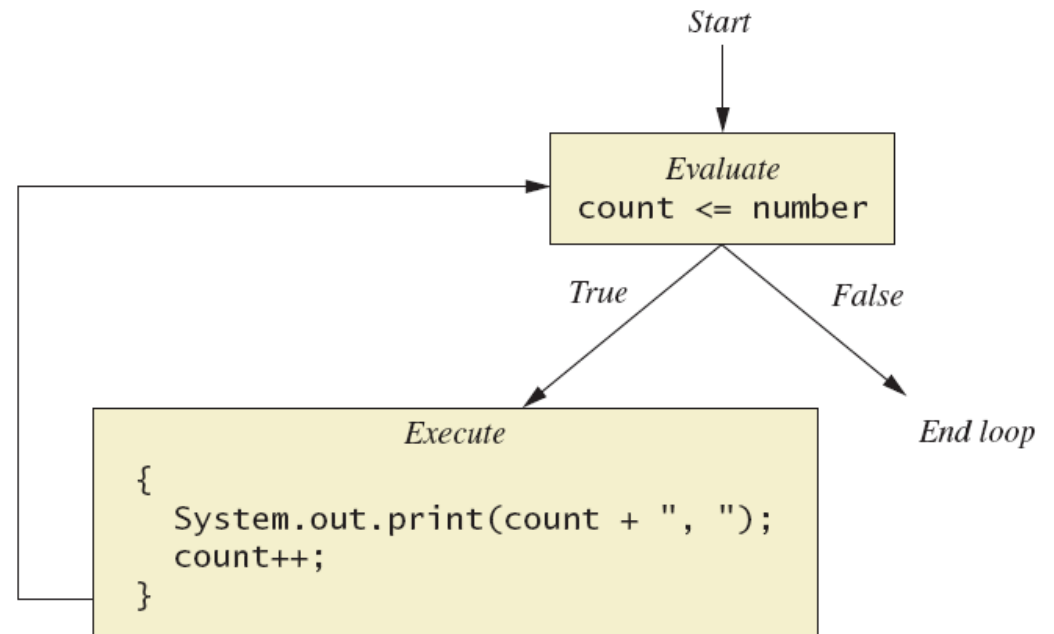 Start
Evaluate
count <= number
True
False
Execute
End loop
{
System.out.print(count + ", ");
count++;
}